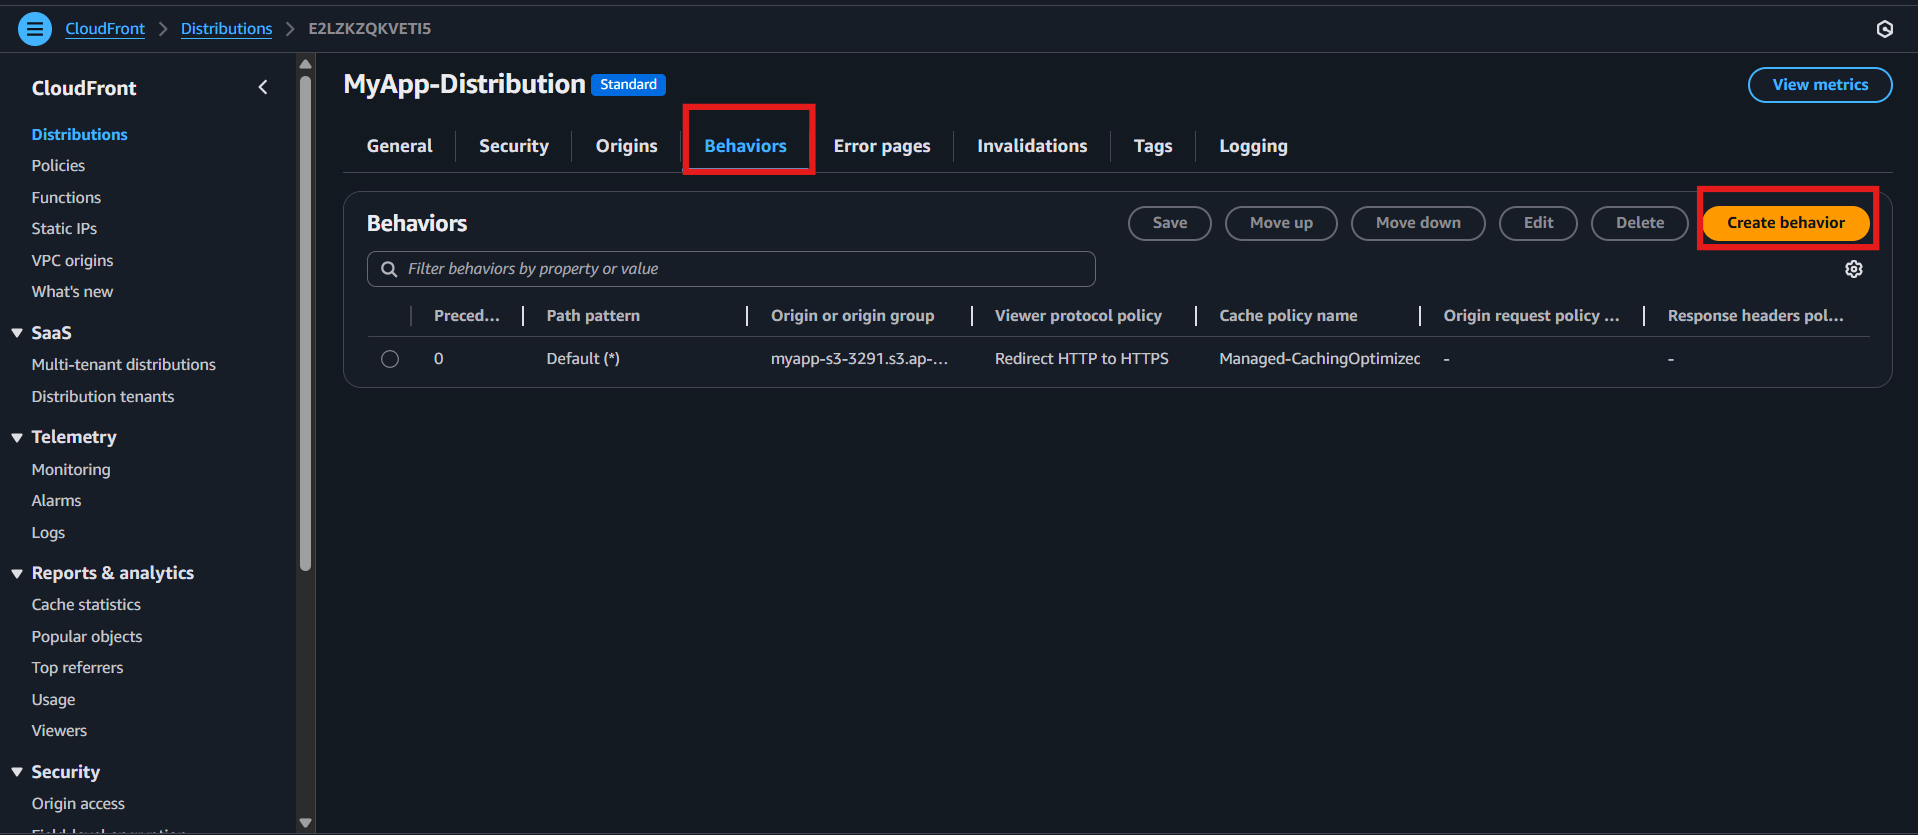 CloudFront > Distributions > E2LZKZQKVETI5
CloudFront
Distributions
Policies
Functions
Static IPs
VPC origins
What's new
SaaS
Multi-tenant distributions
Distribution tenants
Telemetry
Monitoring
Alarms
Logs
Reports & analytics
Cache statistics
Popular objects
Top referrers
Usage
Viewers
Security
Origin access
MyApp-Distribution Standard
View metrics
General Security Origins Behaviors Error pages Invalidations Tags Logging
Behaviors
Save Move up Move down Edit Delete Create behavior
Filter behaviors by property or value
Preced... Path pattern Origin or origin group Viewer protocol policy Cache policy name Origin request policy ... Response headers pol...
0 Default (*) myapp-s3-3291.s3.ap-... Redirect HTTP to HTTPS Managed-CachingOptimized - -